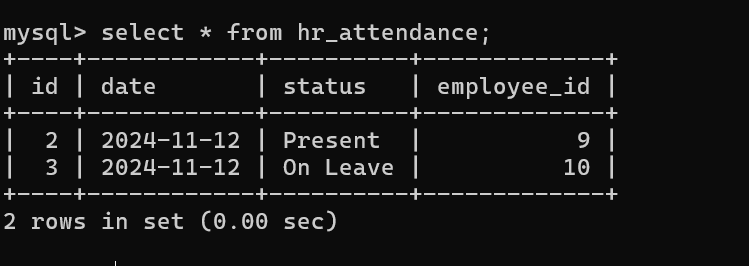 mysql> select * from hr_attendance;
+----+------------+----------+-------------+
| id | date       | status   | employee_id |
+----+------------+----------+-------------+
|  2 | 2024-11-12 | Present  |           9 |
|  3 | 2024-11-12 | On Leave |          10 |
+----+------------+----------+-------------+
2 rows in set (0.00 sec)